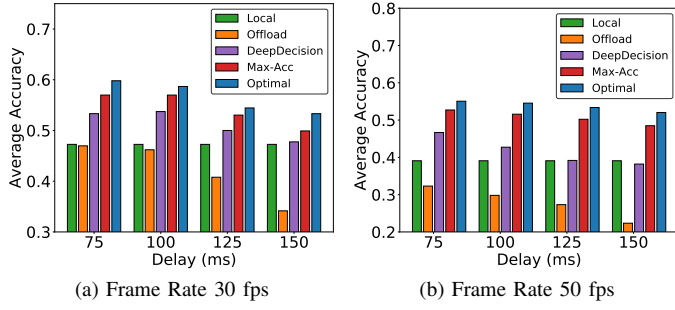 0.7
0.6
0.5
0.4
0.3
Average Accuracy
Local
Offload
DeepDecision
Max-Acc
Optimal
75 100 125 150
Delay (ms)
(a) Frame Rate 30 fps
0.8
0.7
0.6
0.5
0.4
0.3
0.2
Average Accuracy
Local
Offload
DeepDecision
Max-Acc
Optimal
75 100 125 150
Delay (ms)
(b) Frame Rate 50 fps